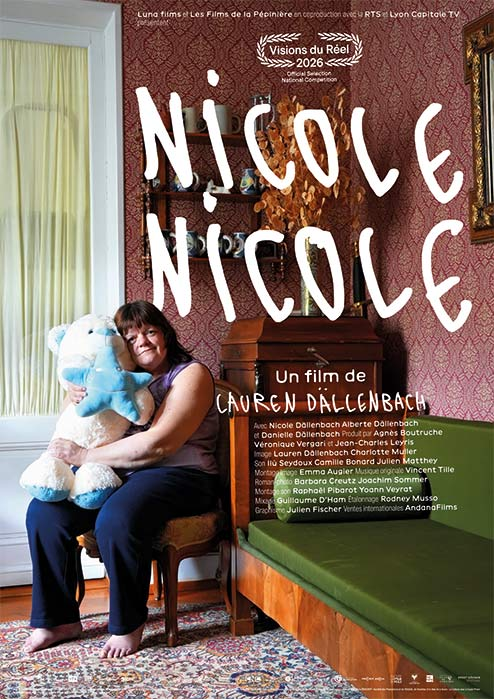 Luna films et Les Films de la Pépinière en coproduction avec la RTS et Lyon Capitale TV
présentent
Visions du Réel
2026
Official Selection
National Competition
NICOLE
NICOLE
Un film de
LAUREN DÄLLENBACH
Avec Nicole Dällenbach Alberte Dällenbach
et Danielle Dällenbach Produit par Agnès Boutruche
Véronique Vergari et Jean-Charles Leyris
Image Lauren Dällenbach Charlotte Muller
Son Ilù Seydoux Camille Bonard Julien Matthey
Montage image Emma Augier Musique originale Vincent Tille
Roman-photo Barbara Creutz Joachim Sommer
Montage son Raphaël Pibarot Yoann Veyrat
Mixage Guillaume D'Ham Étalonnage Rodney Musso
Graphisme Julien Fischer Ventes internationales AndanaFilms